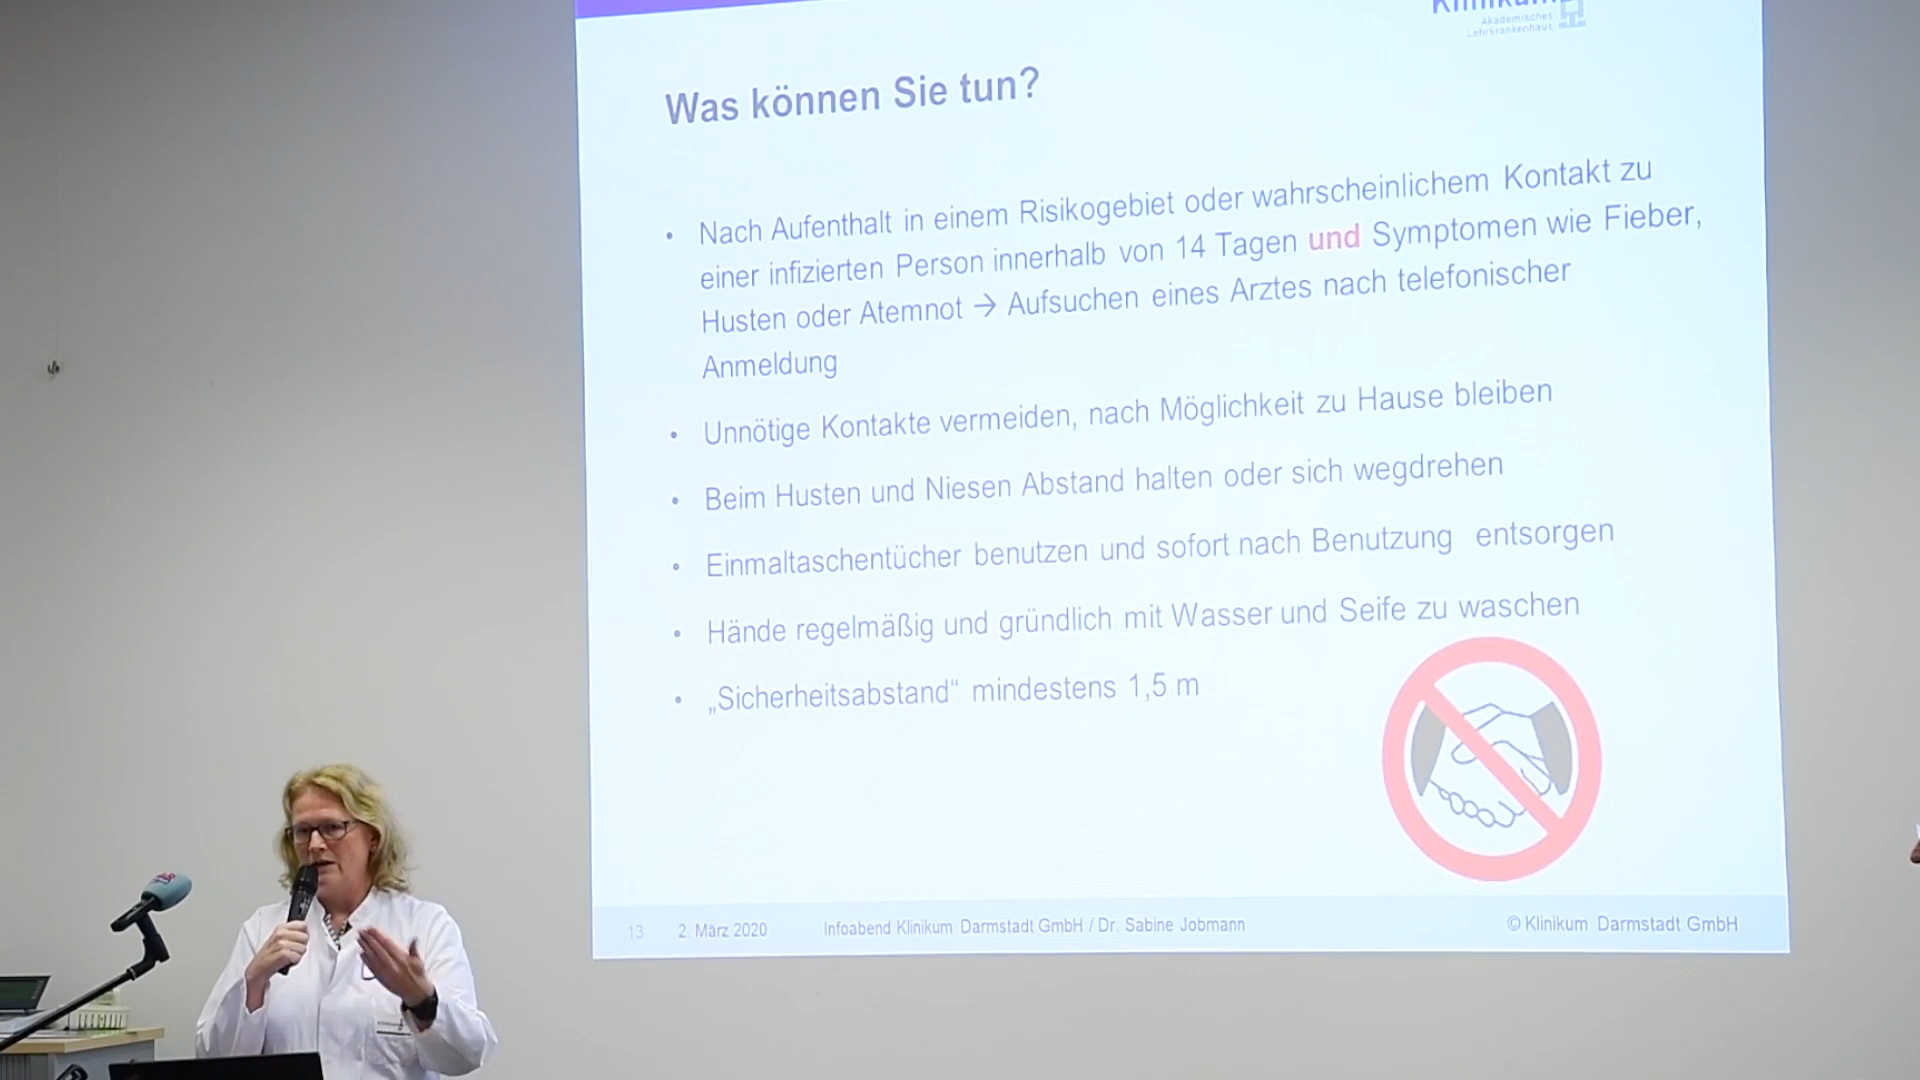 Akademisches
Lehrkrankenhaus
Was können Sie tun?
• Nach Aufenthalt in einem Risikogebiet oder wahrscheinlichem Kontakt zu
einer infizierten Person innerhalb von 14 Tagen und Symptomen wie Fieber,
Husten oder Atemnot → Aufsuchen eines Arztes nach telefonischer
Anmeldung
• Unnötige Kontakte vermeiden, nach Möglichkeit zu Hause bleiben
• Beim Husten und Niesen Abstand halten oder sich wegdrehen
• Einmaltaschentücher benutzen und sofort nach Benutzung entsorgen
• Hände regelmäßig und gründlich mit Wasser und Seife zu waschen
• „Sicherheitsabstand“ mindestens 1,5 m
13 2. März 2020 Infoabend Klinikum Darmstadt GmbH / Dr. Sabine Jobmann © Klinikum Darmstadt GmbH